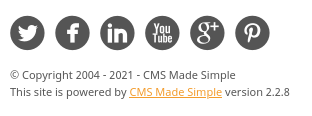 You
Tube
© Copyright 2004 - 2021 - CMS Made Simple
This site is powered by CMS Made Simple version 2.2.8